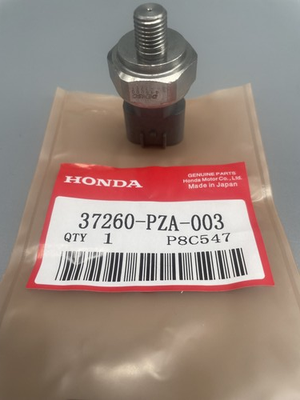 GENUINE PARTS
Honda Motor Co., Ltd.
Made in Japan
HONDA
37260-PZA-003
QTY 1 P8C547